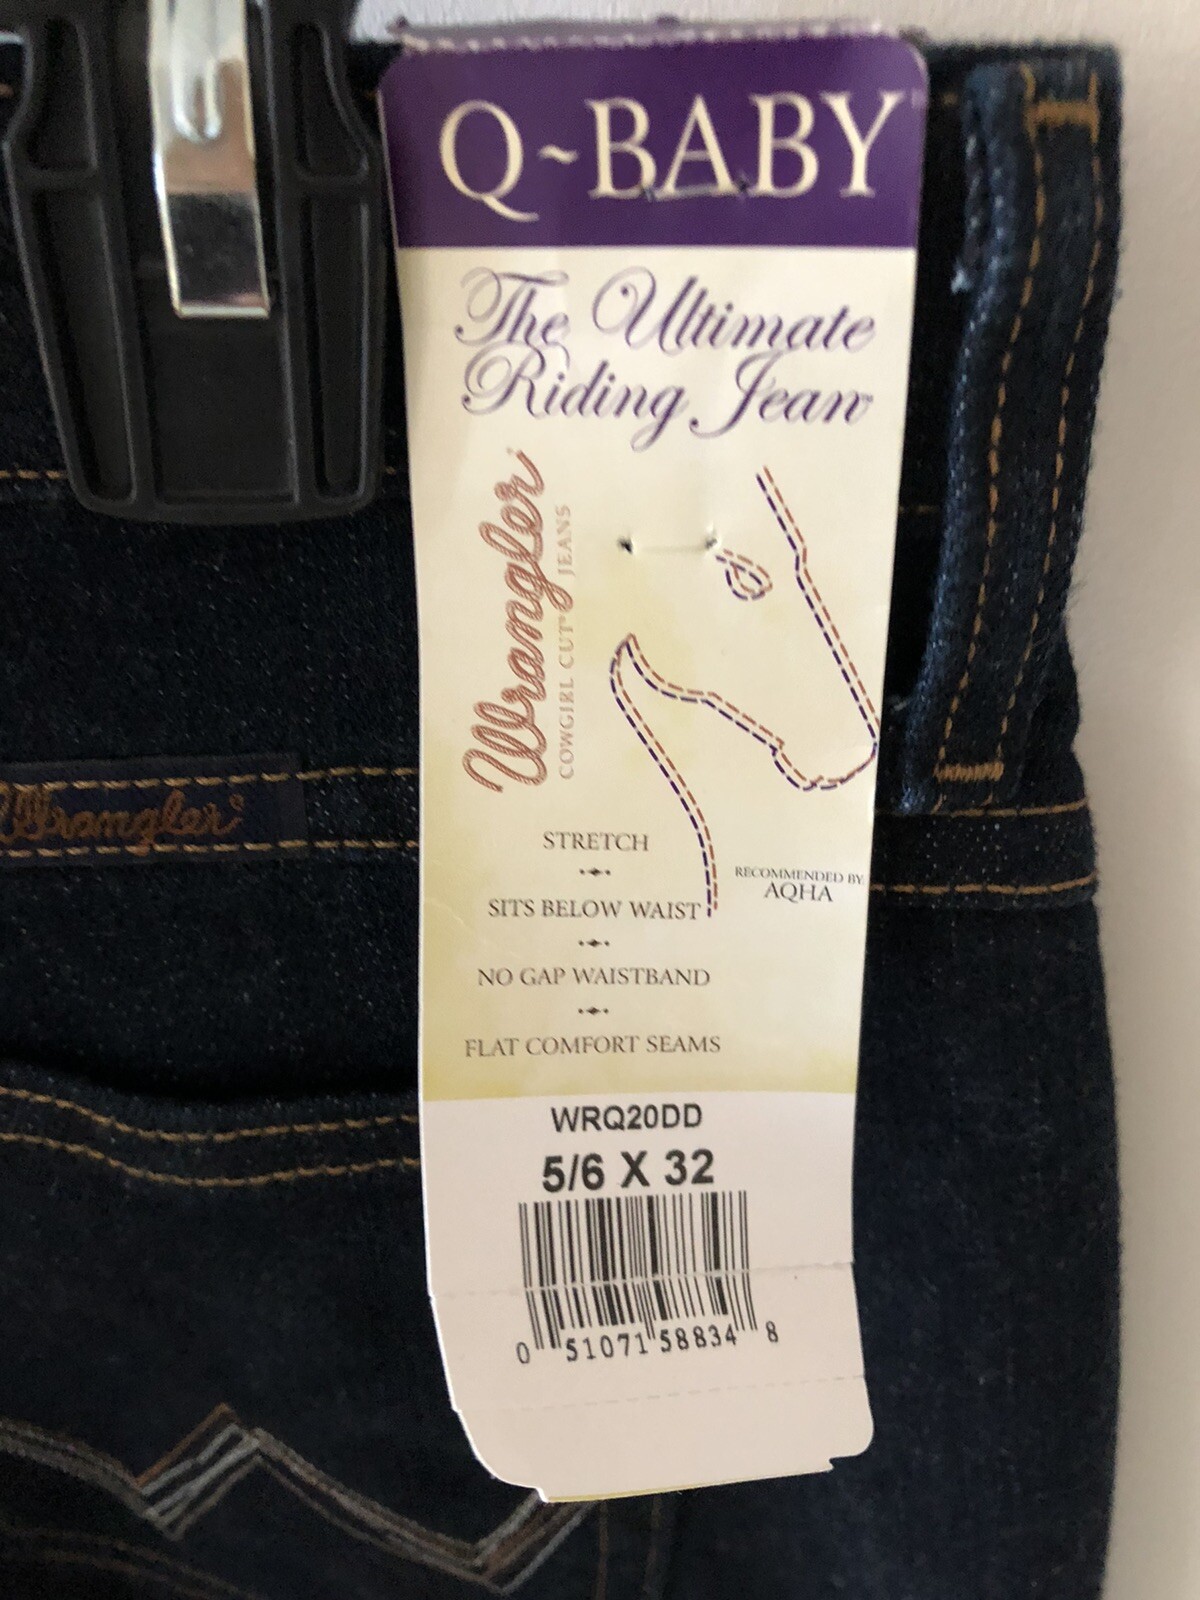 Q~BABY
The Ultimate
Riding Jean™
Wrangler®
COWGIRL CUT® JEANS
STRETCH
SITS BELOW WAIST
NO GAP WAISTBAND
FLAT COMFORT SEAMS
RECOMMENDED BY:
AQHA
WRQ20DD
5/6 X 32
0 51071 58834 8
Wrangler®